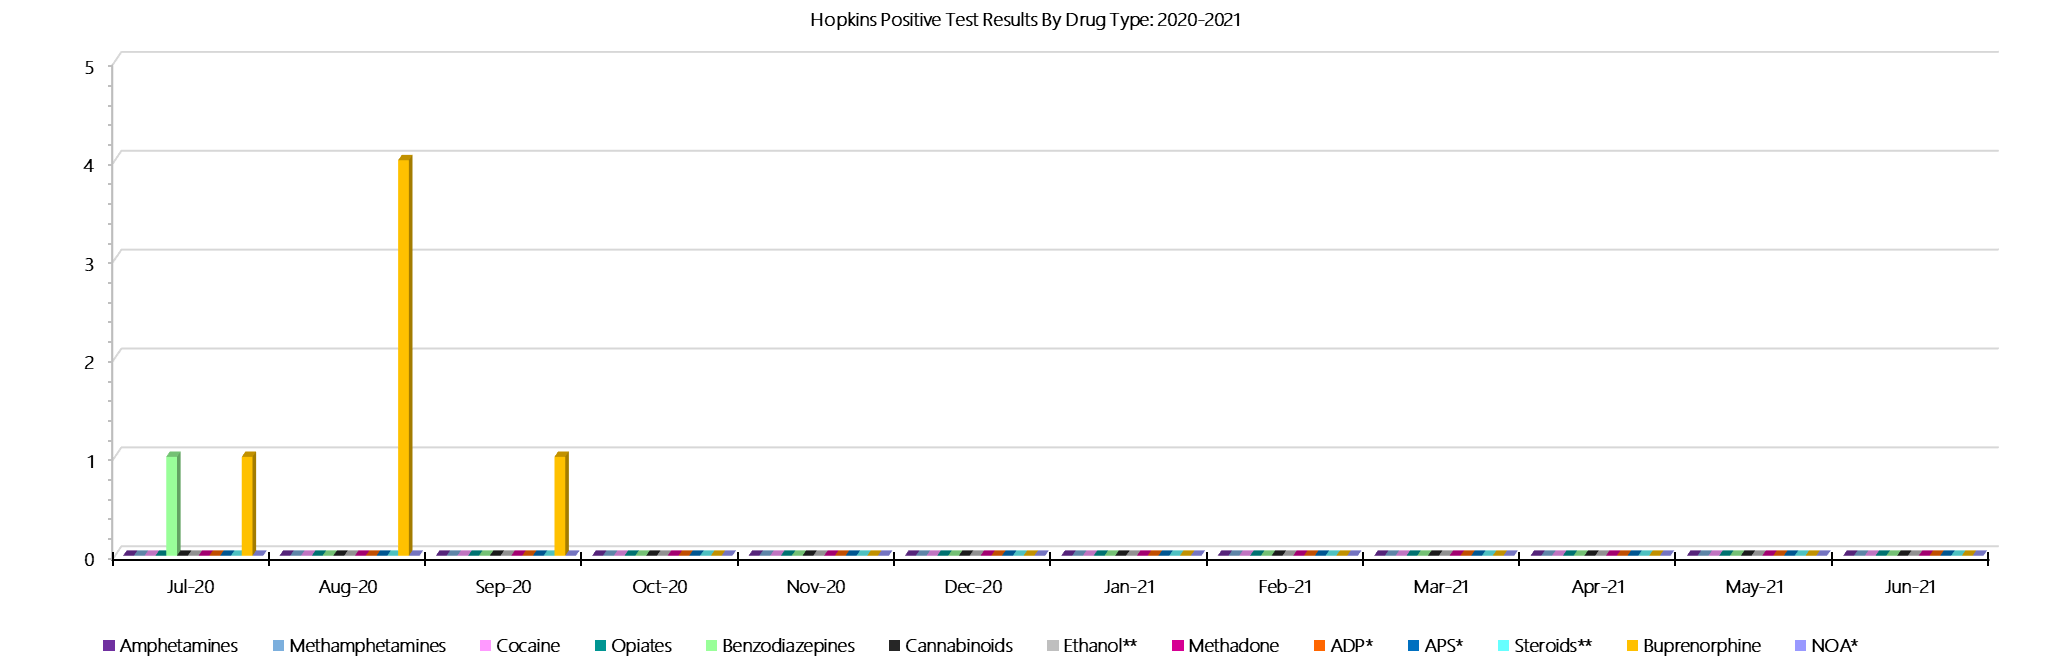 Hopkins Positive Test Results By Drug Type: 2020-2021
5
4
3
2
1
0
Jul-20 Aug-20 Sep-20 Oct-20 Nov-20 Dec-20 Jan-21 Feb-21 Mar-21 Apr-21 May-21 Jun-21
Amphetamines Methamphetamines Cocaine Opiates Benzodiazepines Cannabinoids Ethanol** Methadone ADP* APS* Steroids** Buprenorphine NOA*